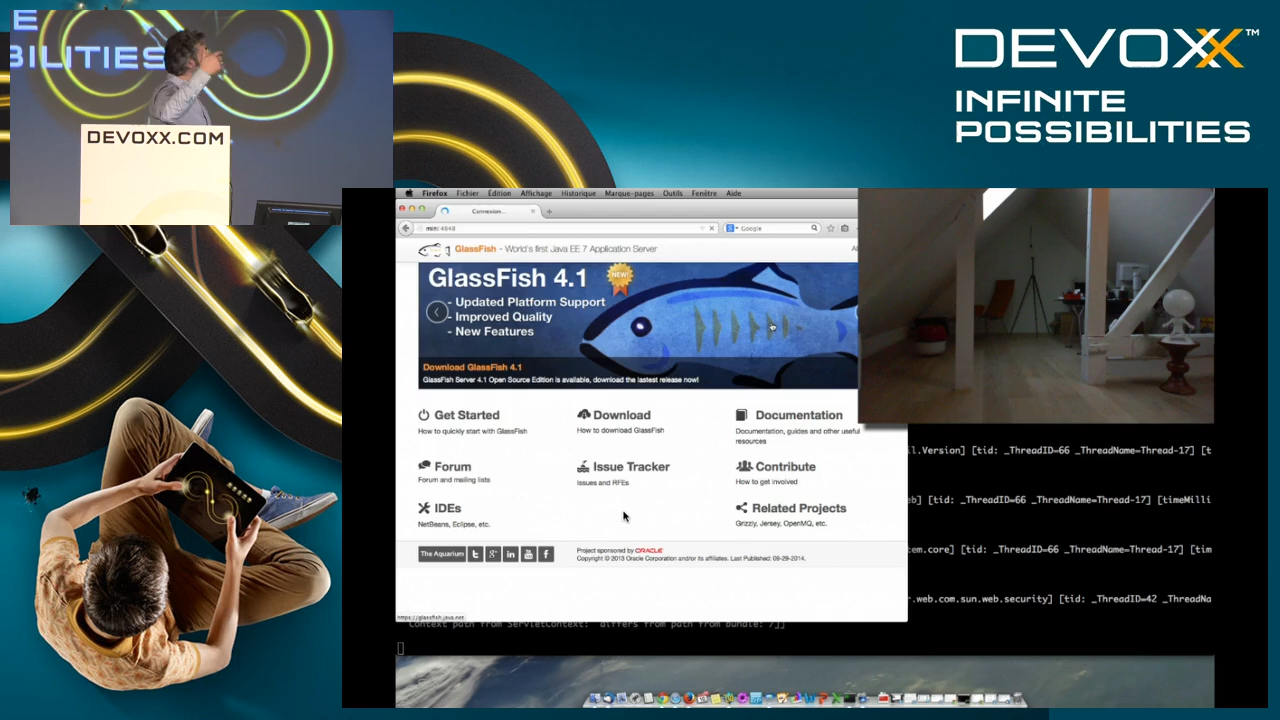 E
BILITIES
DEVOXX.COM
DEVOXX™
INFINITE
POSSIBILITIES
Firefox Fichier Édition Affichage Historique Marque-pages Outils Fenêtre Aide
Connexion...
mini:4848
Google
GlassFish - World's first Java EE 7 Application Server
GlassFish 4.1
NEW!
- Updated Platform Support
- Improved Quality
- New Features
Download GlassFish 4.1
GlassFish Server 4.1 Open Source Edition is available, download the lastest release now!
Get Started
How to quickly start with GlassFish
Download
How to download GlassFish
Documentation
Documentation, guides and other useful
resources
Forum
Forum and mailing lists
Issue Tracker
Issues and RFEs
Contribute
How to get involved
IDEs
NetBeans, Eclipse, etc.
Related Projects
Grizzly, Jersey, OpenMQ, etc.
The Aquarium
Project sponsored by ORACLE
Copyright © 2013 Oracle Corporation and/or its affiliates. Last Published: 09-29-2014.
https://glassfish.java.net
il.Version] [tid: _ThreadID=66 _ThreadName=Thread-17] [t
eb] [tid: _ThreadID=66 _ThreadName=Thread-17] [timeMilli
tem.core] [tid: _ThreadID=66 _ThreadName=Thread-17] [tim
r.web.com.sun.web.security] [tid: _ThreadID=42 _ThreadNa
Context path from ServletContext: differs from path from bundle: /]]